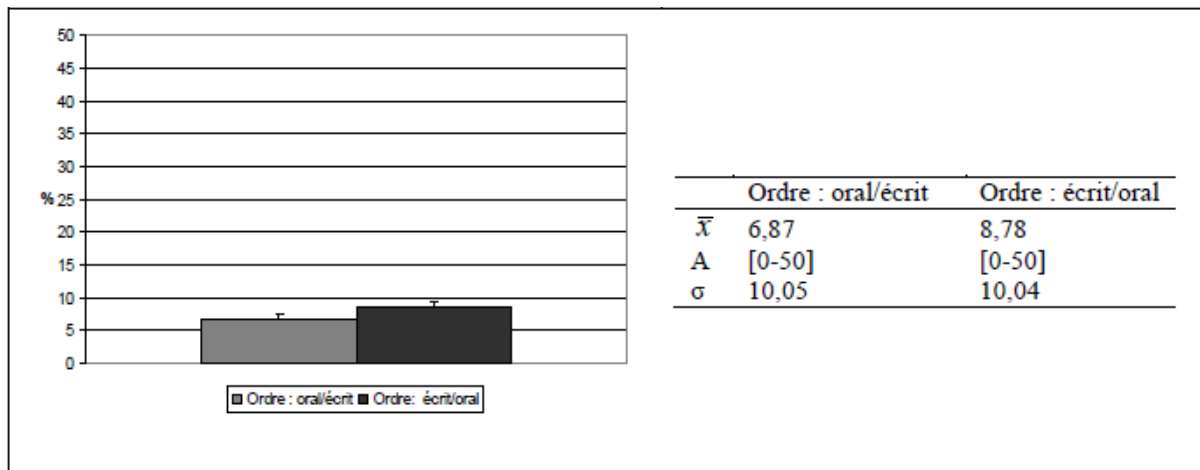 50
45
40
35
30
% 25
20
15
10
5
0
Ordre : oral/écrit Ordre: écrit/oral
Ordre : oral/écrit Ordre : écrit/oral
x̅ 6,87 8,78
A [0-50] [0-50]
σ 10,05 10,04